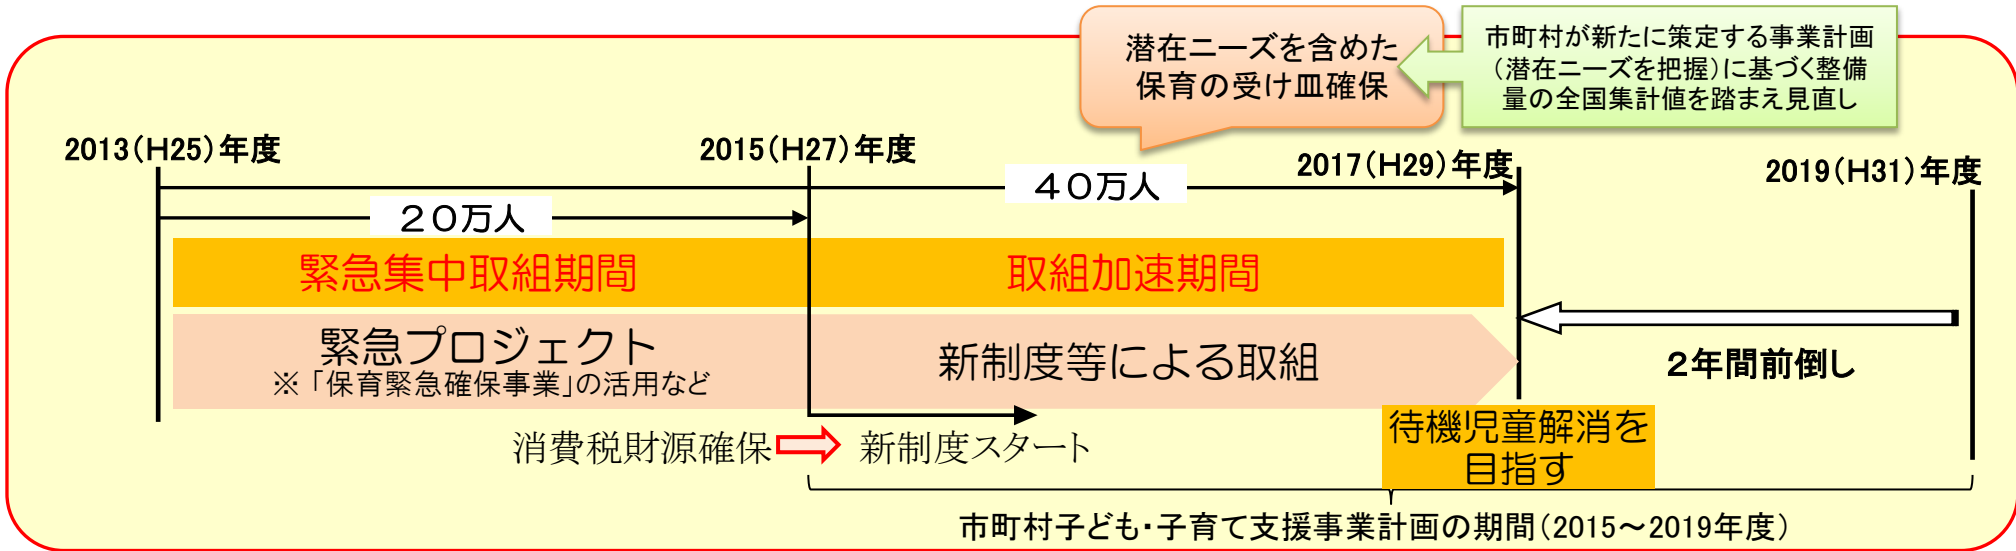 潜在ニーズを含めた
保育の受け皿確保
市町村が新たに策定する事業計画
(潜在ニーズを把握)に基づく整備
量の全国集計値を踏まえ見直し
2013(H25)年度
2015(H27)年度
2017(H29)年度
2019(H31)年度
４０万人
２０万人
緊急集中取組期間
取組加速期間
緊急プロジェクト
※「保育緊急確保事業」の活用など
新制度等による取組
２年間前倒し
消費税財源確保
新制度スタート
待機児童解消を
目指す
市町村子ども・子育て支援事業計画の期間(2015～2019年度)